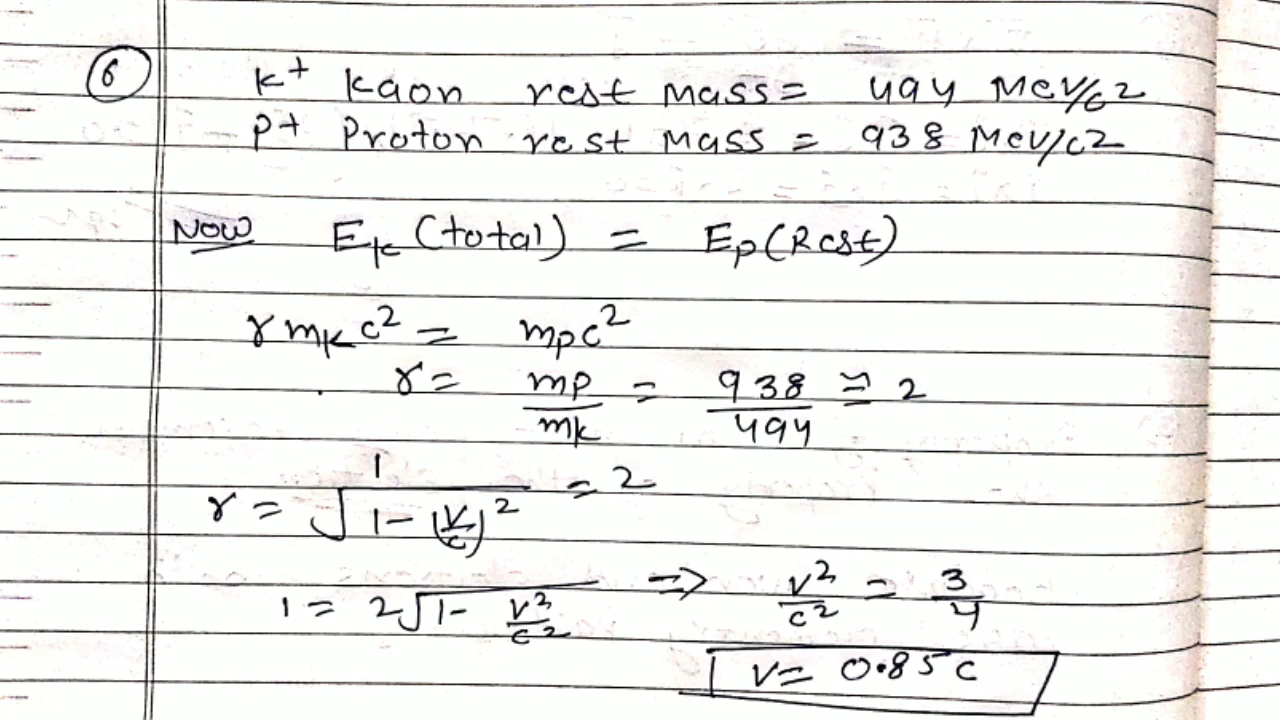 6 K+ Kaon rest mass = 494 MeV/c2
P+ Proton rest mass = 938 MeV/c2
Now Ek (total) = Ep (Rest)
γ mk c² = mpc²
γ = mp/mk = 938/494 ≅ 2
γ = 1/√(1-(v/c)²) = 2
1 = 2√(1- v²/c²) => v²/c² = 3/4
v = 0.85 c